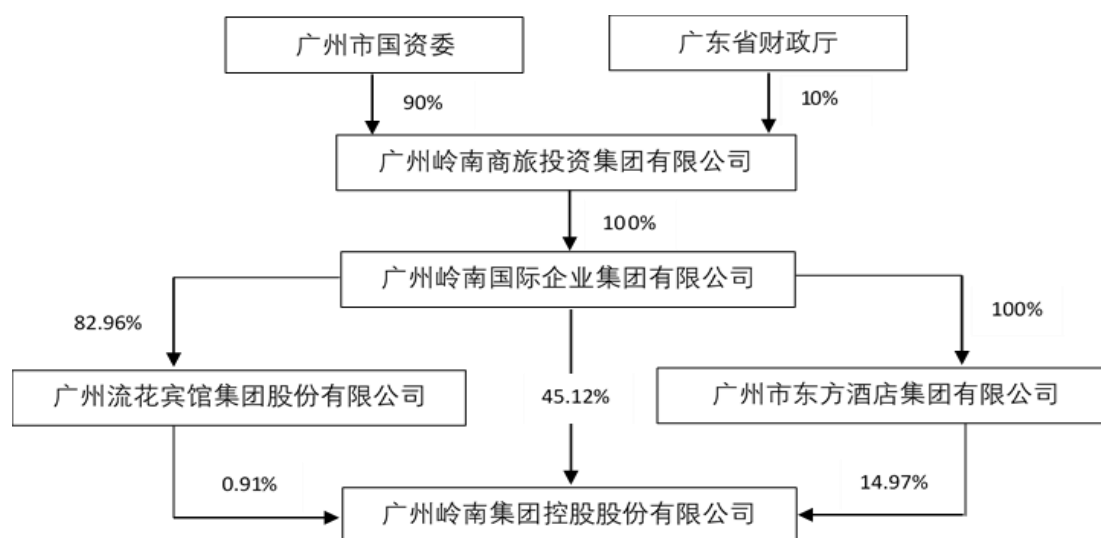 广州市国资委
广东省财政厅
90%
10%
广州岭南商旅投资集团有限公司
100%
广州岭南国际企业集团有限公司
82.96%
100%
广州流花宾馆集团股份有限公司
45.12%
广州市东方酒店集团有限公司
0.91%
14.97%
广州岭南集团控股股份有限公司